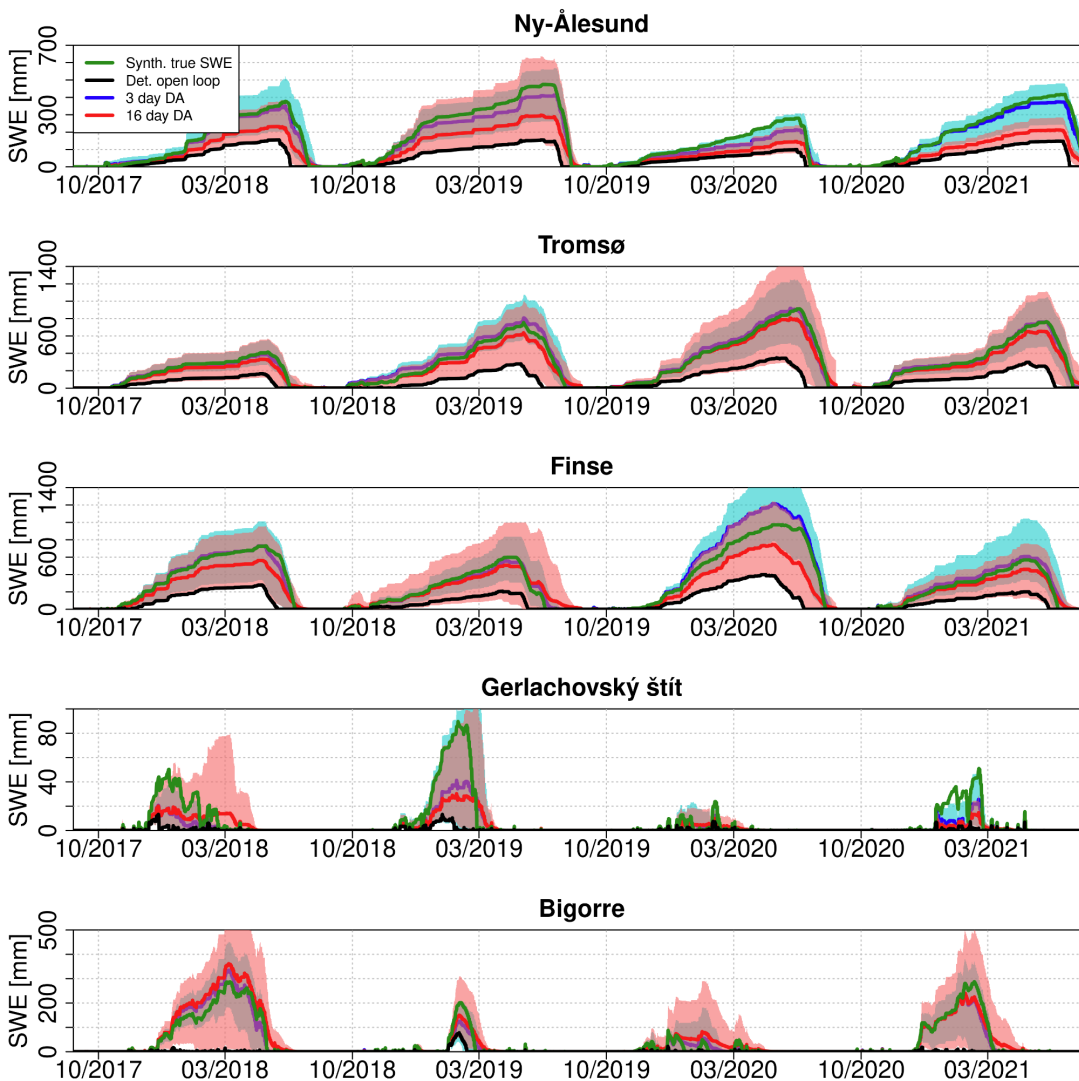 Ny-Ålesund
SWE [mm]
0 300 700
Synth. true SWE
Det. open loop
3 day DA
16 day DA
10/2017 03/2018 10/2018 03/2019 10/2019 03/2020 10/2020 03/2021
Tromsø
SWE [mm]
0 600 1400
10/2017 03/2018 10/2018 03/2019 10/2019 03/2020 10/2020 03/2021
Finse
SWE [mm]
0 600 1400
10/2017 03/2018 10/2018 03/2019 10/2019 03/2020 10/2020 03/2021
Gerlachovský štít
SWE [mm]
0 40 80
10/2017 03/2018 10/2018 03/2019 10/2019 03/2020 10/2020 03/2021
Bigorre
SWE [mm]
0 200 500
10/2017 03/2018 10/2018 03/2019 10/2019 03/2020 10/2020 03/2021